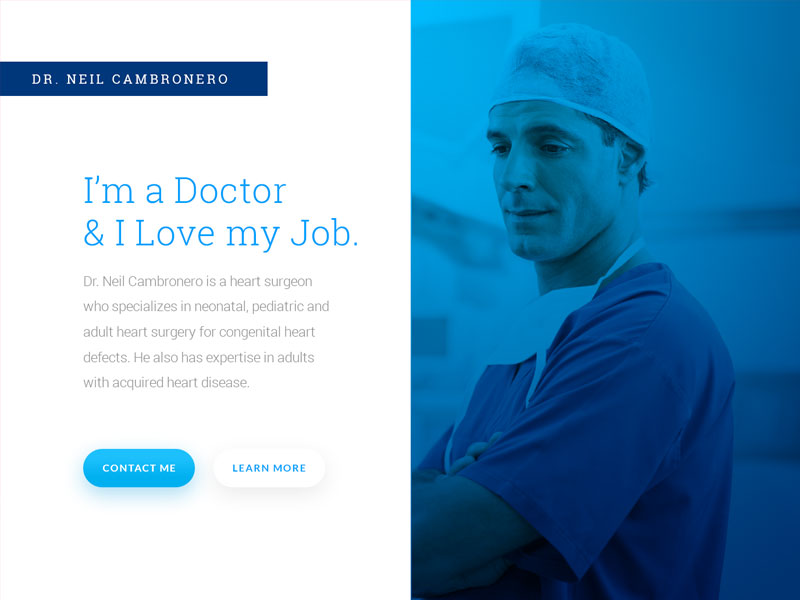 DR. NEIL CAMBRONERO
I’m a Doctor
& I Love my Job.
Dr. Neil Cambronero is a heart surgeon
who specializes in neonatal, pediatric and
adult heart surgery for congenital heart
defects. He also has expertise in adults
with acquired heart disease.
CONTACT ME
LEARN MORE